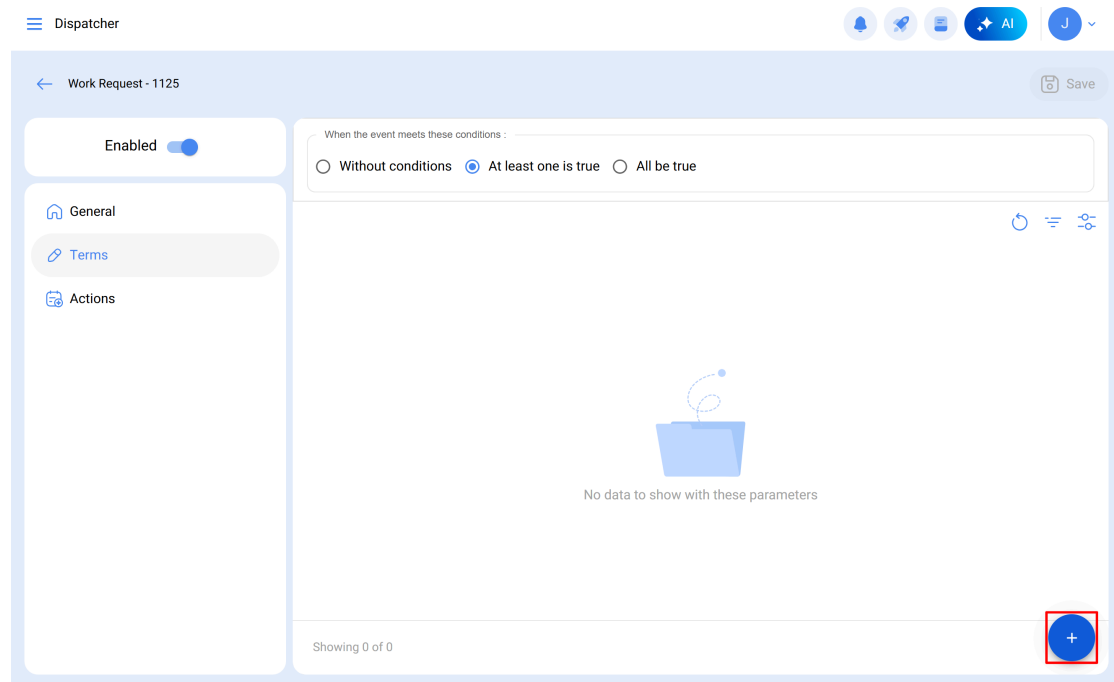 Dispatcher
AI
J
Work Request - 1125
Save
Enabled
General
Terms
Actions
When the event meets these conditions :
Without conditions
At least one is true
All be true
No data to show with these parameters
Showing 0 of 0
+